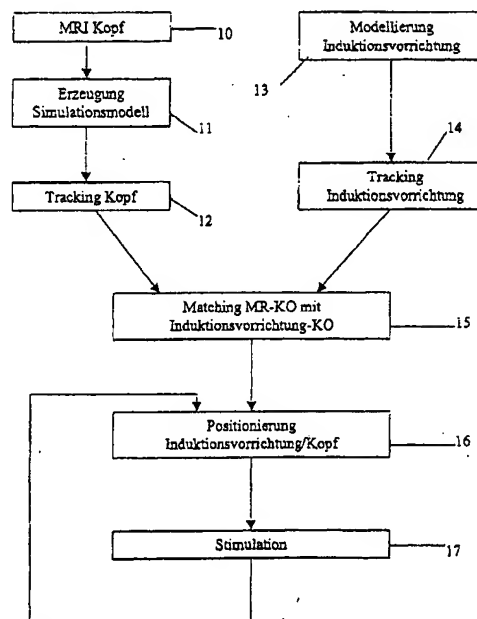 MRI Kopf
10
Modellierung
Induktionsvorrichtung
13
Erzeugung
Simulationsmodell
11
14
Tracking Kopf
12
Tracking
Induktionsvorrichtung
Matching MR-KO mit
Induktionsvorrichtung-KO
15
Positionierung
Induktionsvorrichtung/Kopf
16
Stimulation
17